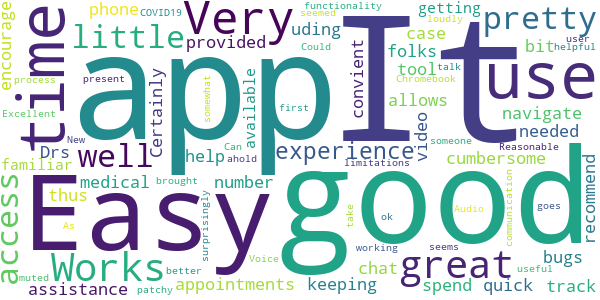 encourage
phone
COVID19
Very
functionality
seemed
loudly
Could
getting
pretty
time
little
provided
uding
case
folks
bit
user
helpful
process
present
Certainly
app
somewhat
available
first
convient
It
tool
Chromebook
talk
allows
use
Excellent
New
Drs
well
Can
help
ahold
experience
video
limitations
someone
navigate
needed
Reasonable
familiar
access
thus
medical
brought
number
Easy
surprisingly
good
take
ok
Audio
communication
cumbersome
goes
recommend
As
Works
Voice
working
great
seems
useful
bugs
muted
better
patchy
assistance
appointments
keeping
chat
spend
quick
track